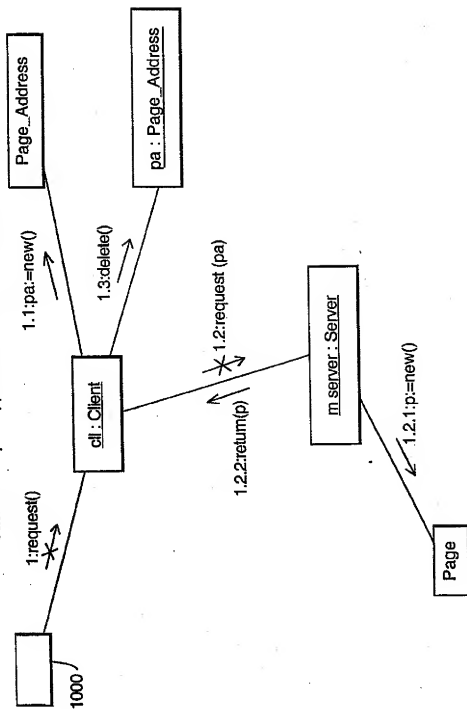 Page_Address
pa : Page_Address
1.1:pa:=new()
1.3:delete()
cll : Client
1:request()
1000
1.2:request (pa)
1.2.2:return(p)
m server : Server
1.2.1:p:=new()
Page